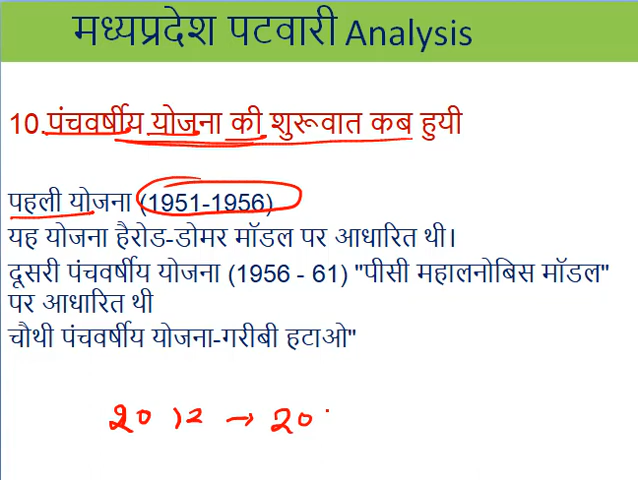 मध्यप्रदेश पटवारी Analysis
10.पंचवर्षीय योजना की शुरूवात कब हुयी
पहली योजना (1951-1956)
यह योजना हैरोड-डोमर मॉडल पर आधारित थी।
दूसरी पंचवर्षीय योजना (1956 - 61) "पीसी महालनोबिस मॉडल"
पर आधारित थी
चौथी पंचवर्षीय योजना-गरीबी हटाओ"
2012 → 20